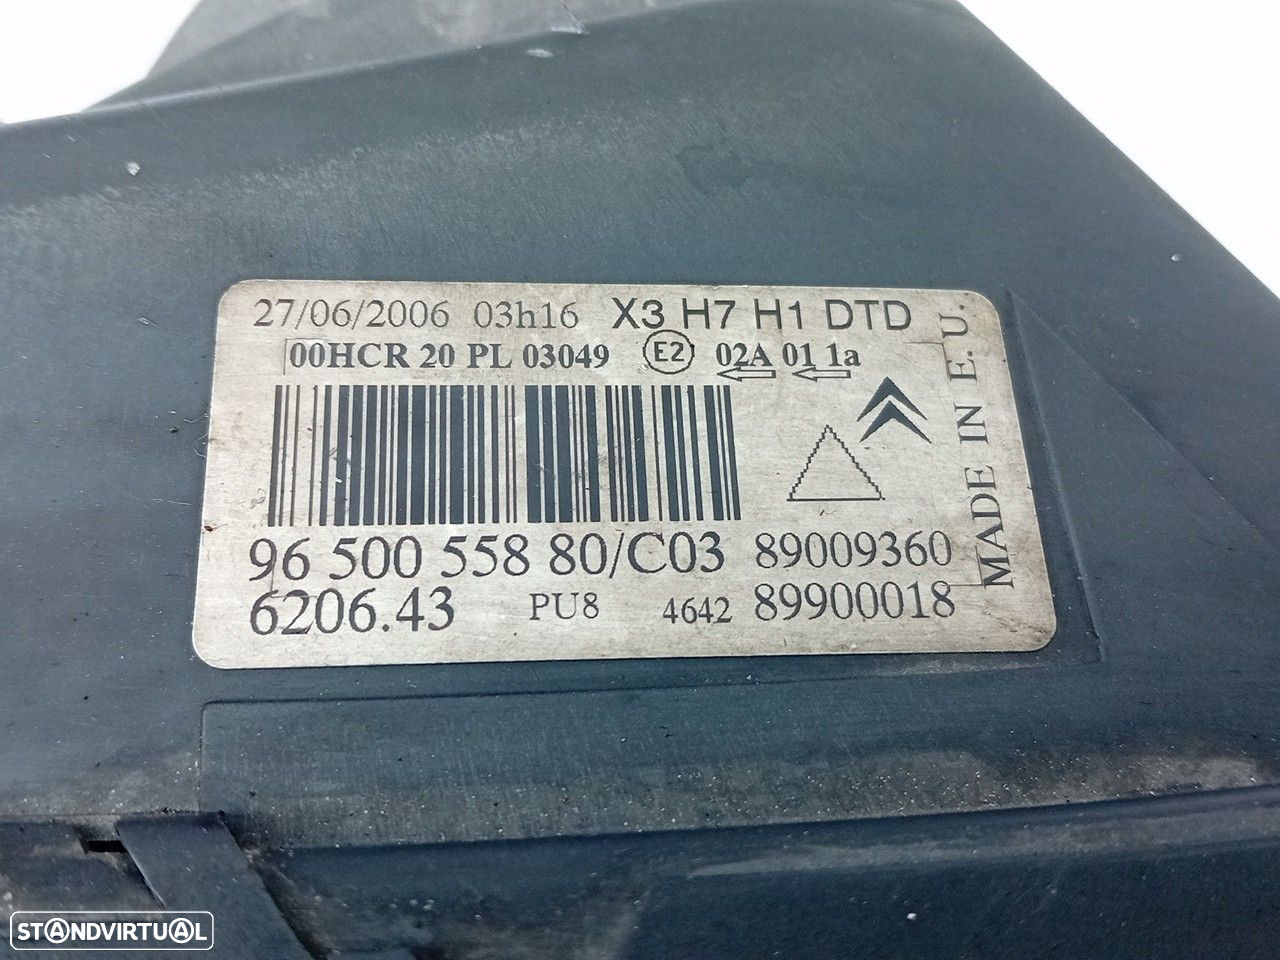 27/06/2006 03h16 X3 H7 H1 DTD
00HCR 20 PL 03049 E2 02A 01 1a
96 500 558 80/C03 89009360
6206.43 PU8 4642 89900018
MADE IN E.U.
STANDVIRTUAL